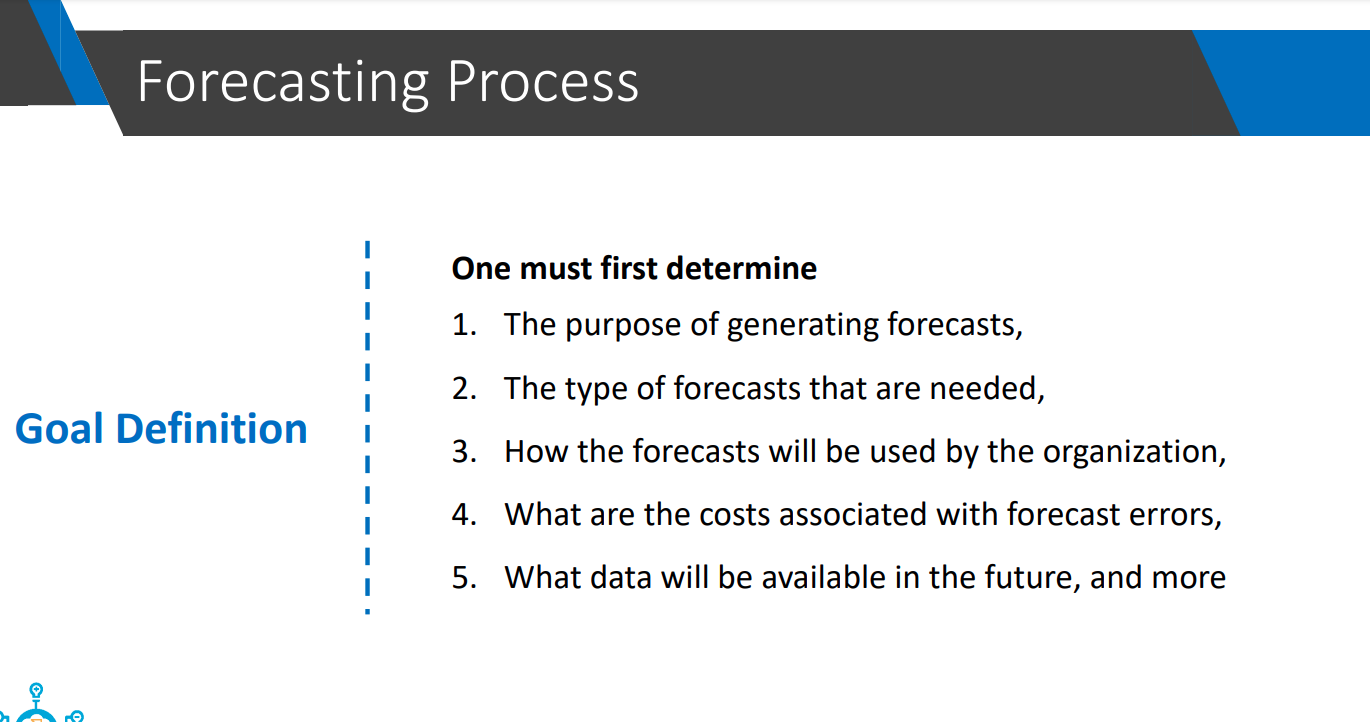 Forecasting Process
Goal Definition
One must first determine
1. The purpose of generating forecasts,
2. The type of forecasts that are needed,
3. How the forecasts will be used by the organization,
4. What are the costs associated with forecast errors,
5. What data will be available in the future, and more